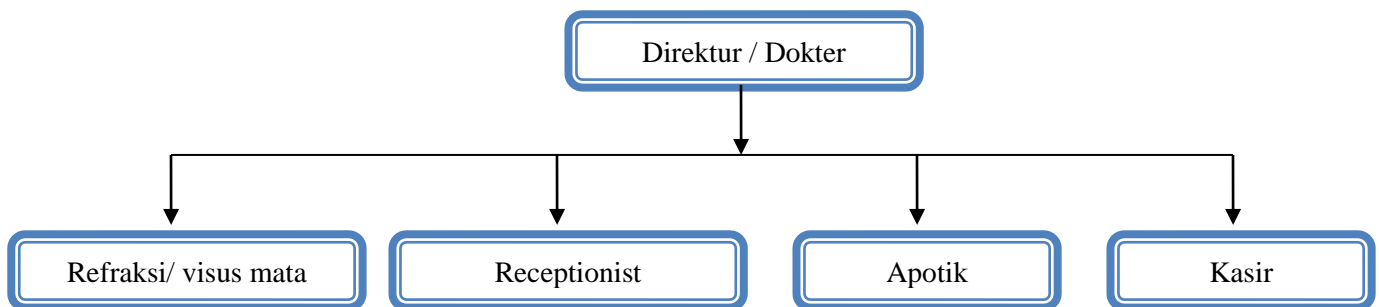 Direktur / Dokter
Refraksi/ visus mata
Receptionist
Apotik
Kasir